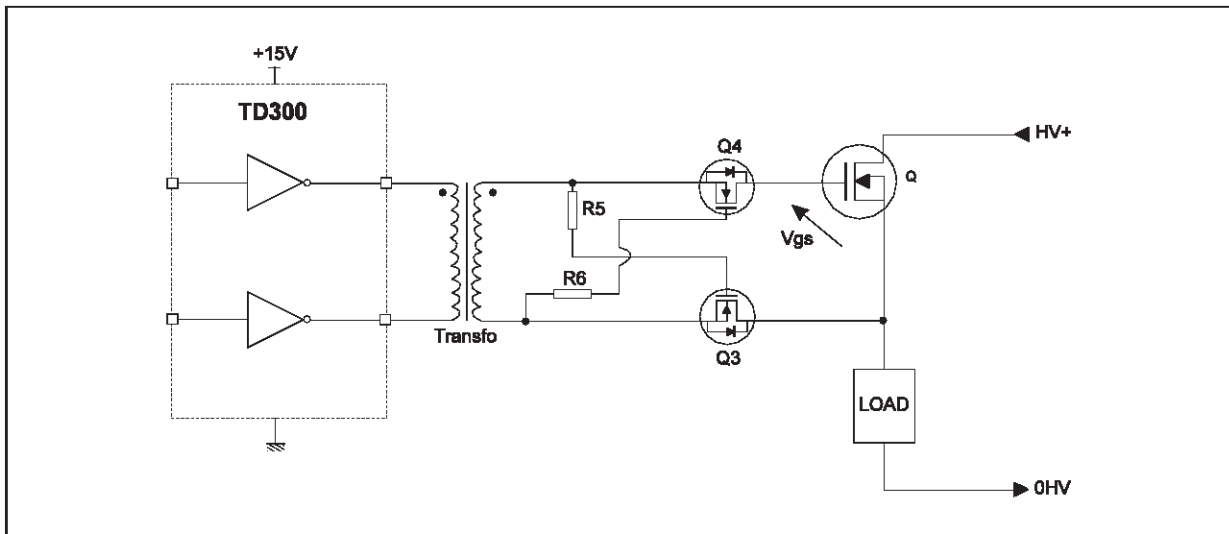 +15V
TD300
Q4
HV+
Q
R5
Vgs
R6
Transfo
Q3
LOAD
0HV